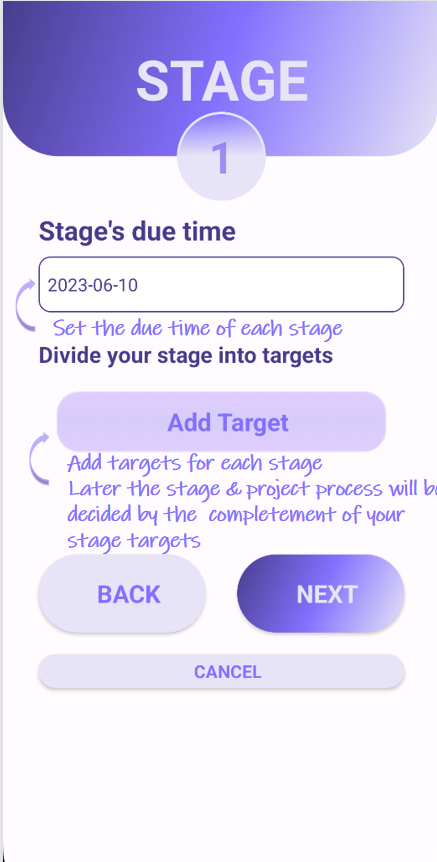 STAGE
1
Stage's due time
2023-06-10
Set the due time of each stage
Divide your stage into targets
Add Target
Add targets for each stage
Later the stage & project process will be
decided by the completement of your
stage targets
BACK
NEXT
CANCEL